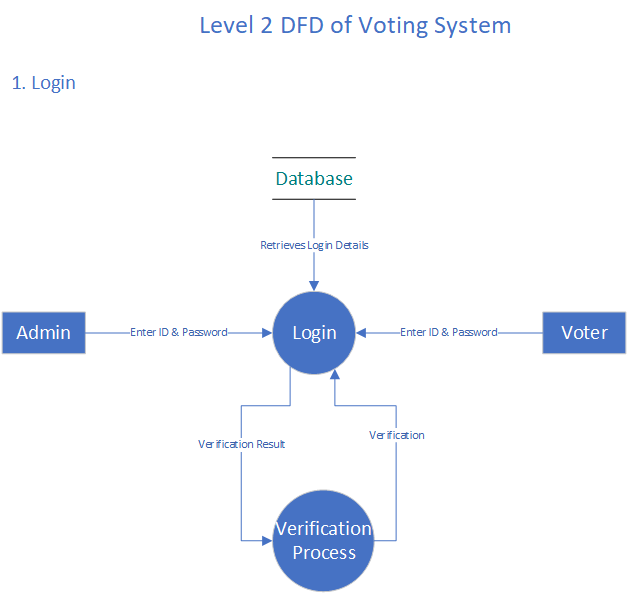 Level 2 DFD of Voting System
1. Login
Database
Retrieves Login Details
Admin
Enter ID & Password
Login
Enter ID & Password
Voter
Verification Result
Verification
Verification
Process